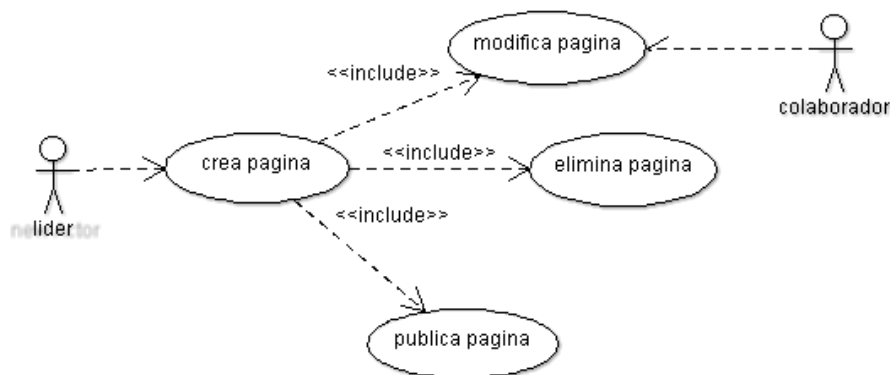 modifica pagina
<<include>>
colaborador
crea pagina
<<include>>
elimina pagina
<<include>>
lider
publica pagina